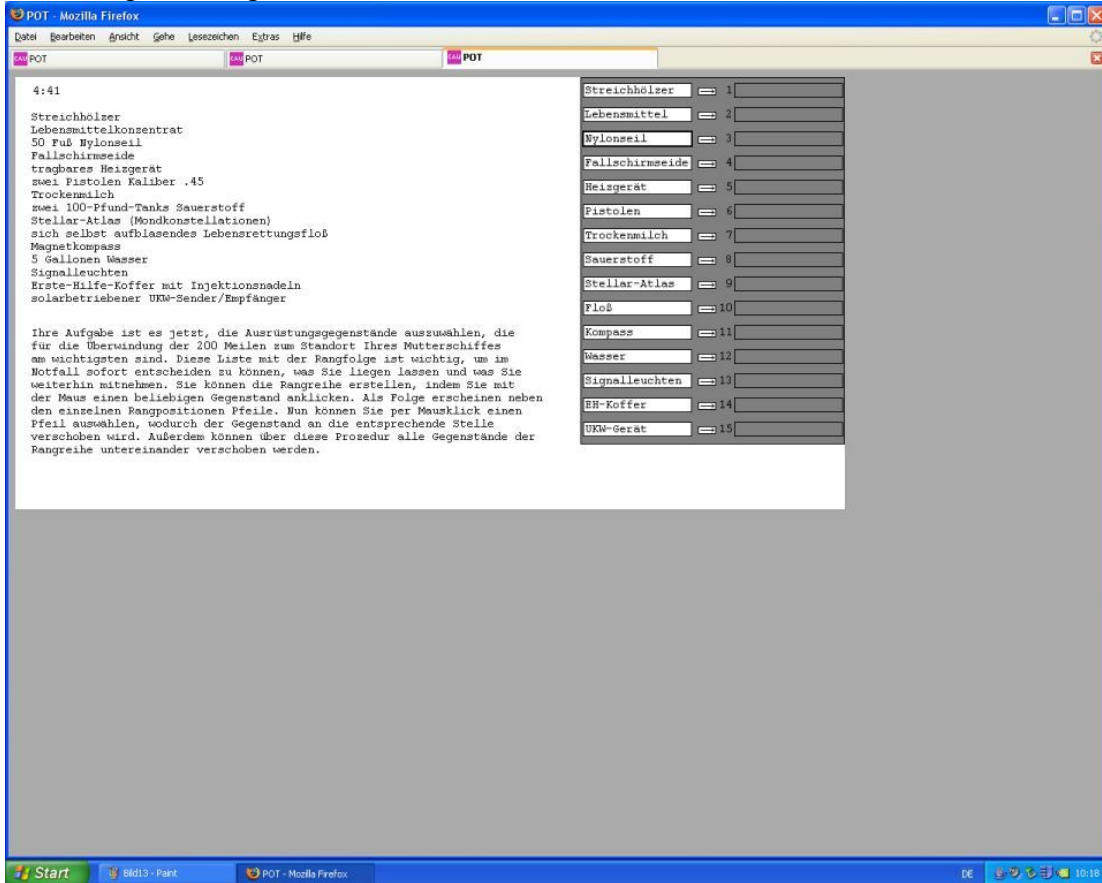 POT - Mozilla Firefox
Datei Bearbeiten Ansicht Gehe Lesezeichen Extras Hilfe
CAU POT CAU POT CAU POT
4:41
Streichhölzer
Lebensmittelkonzentrat
50 Fuß Nylonseil
Fallschirmseide
tragbares Heizgerät
zwei Pistolen Kaliber .45
Trockenmilch
zwei 100-Pfund-Tanks Sauerstoff
Stellar-Atlas (Mondkonstellationen)
sich selbst aufblasendes Lebensrettungsfloß
Magnetkompass
5 Gallonen Wasser
Signalleuchten
Erste-Hilfe-Koffer mit Injektionsnadeln
solarbetriebener UKW-Sender/Empfänger
Ihre Aufgabe ist es jetzt, die Ausrüstungsgegenstände auszuwählen, die
für die Überwindung der 200 Meilen zum Standort Ihres Mutterschiffes
am wichtigsten sind. Diese Liste mit der Rangfolge ist wichtig, um im
Notfall sofort entscheiden zu können, was Sie liegen lassen und was Sie
weiterhin mitnehmen. Sie können die Rangreihe erstellen, indem Sie mit
der Maus einen beliebigen Gegenstand anklicken. Als Folge erscheinen neben
den einzelnen Rangpositionen Pfeile. Nun können Sie per Mausklick einen
Pfeil auswählen, wodurch der Gegenstand an die entsprechende Stelle
verschoben wird. Außerdem können über diese Prozedur alle Gegenstände der
Rangreihe untereinander verschoben werden.
Streichhölzer 1
Lebensmittel 2
Nylonseil 3
Fallschirmseide 4
Heizgerät 5
Pistolen 6
Trockenmilch 7
Sauerstoff 8
Stellar-Atlas 9
Floß 10
Kompass 11
Wasser 12
Signalleuchten 13
EH-Koffer 14
UKW-Gerät 15
Start Bild13 - Paint POT - Mozilla Firefox DE 10:18